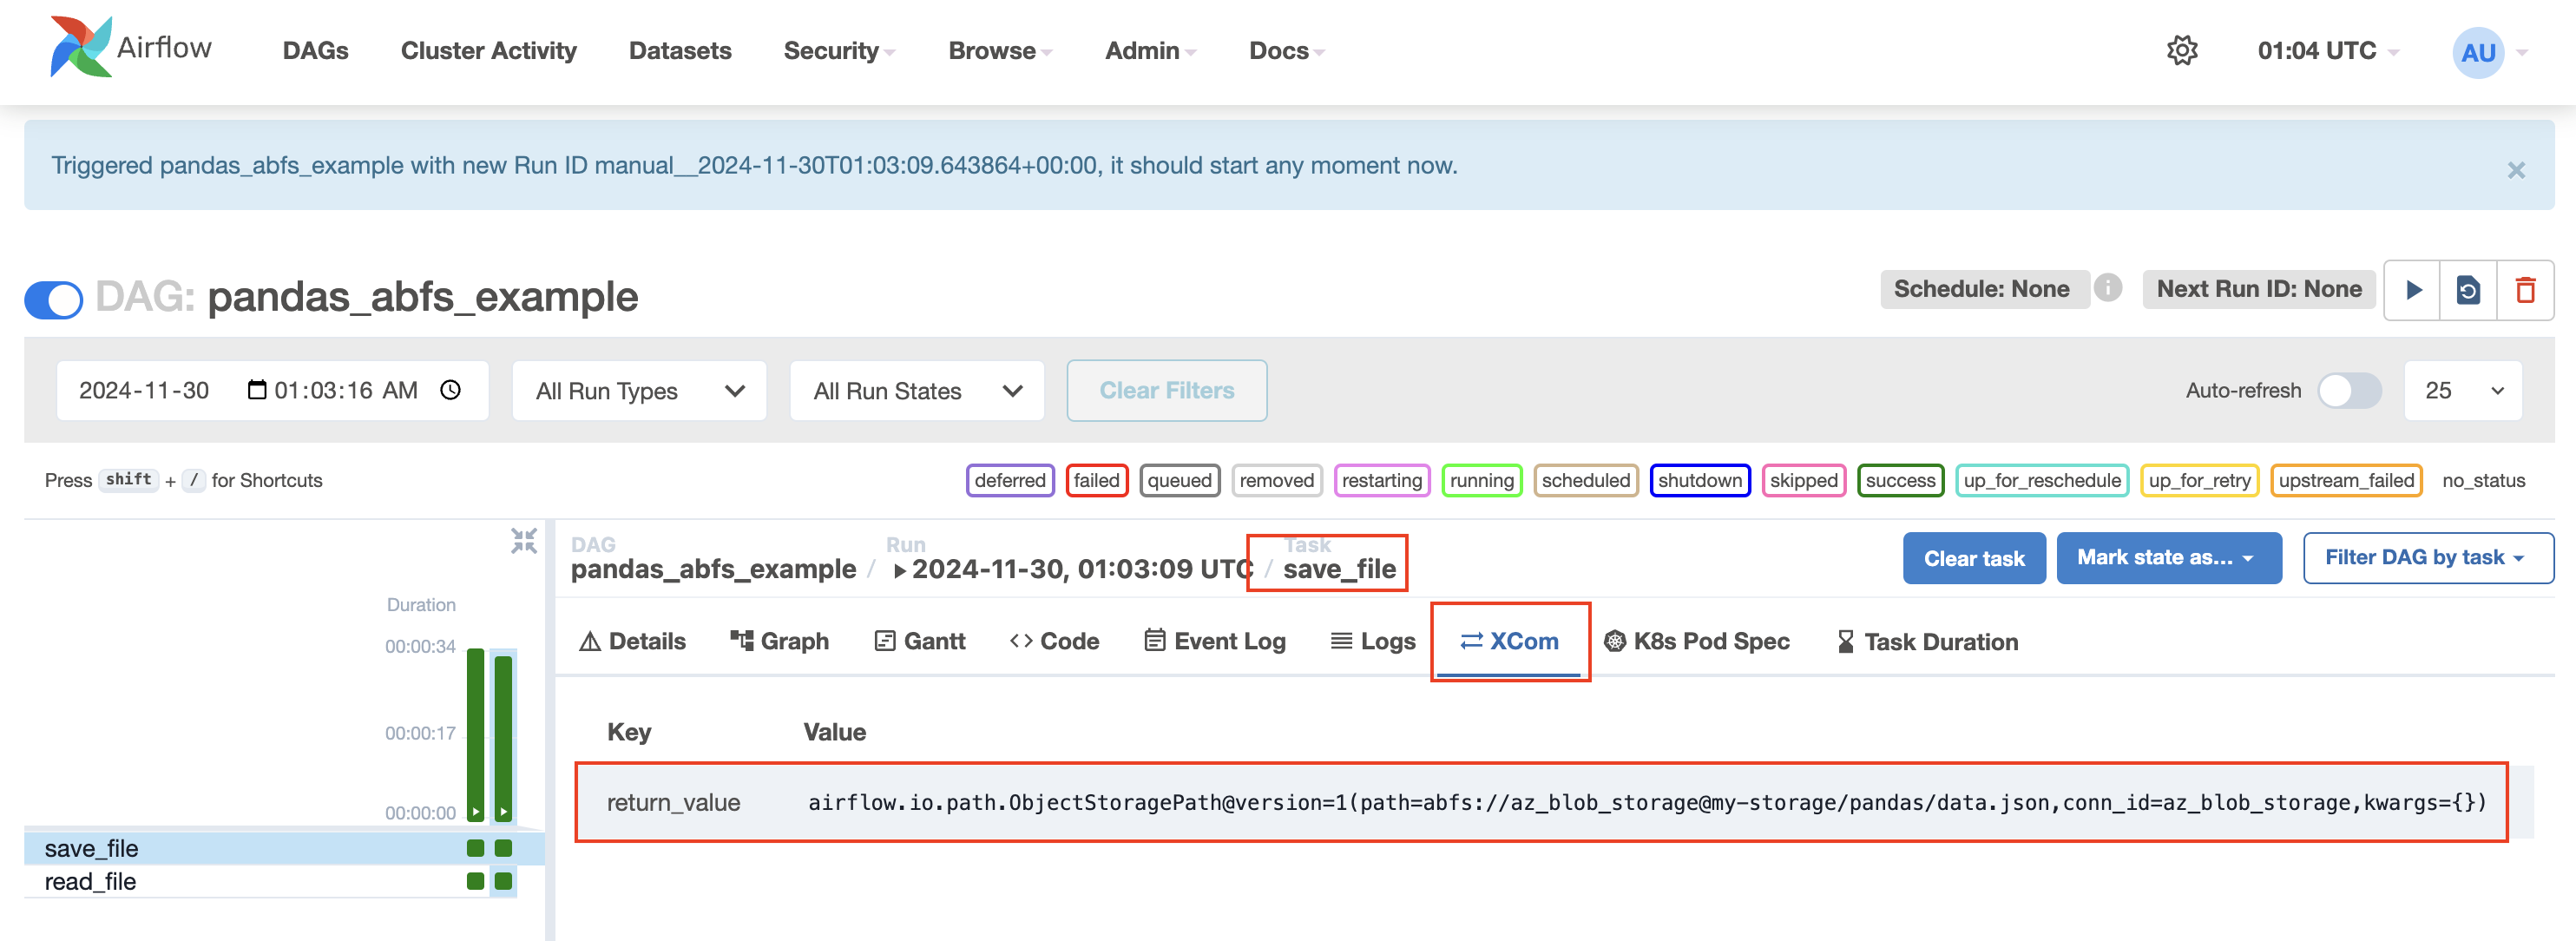 Airflow DAGs Cluster Activity Datasets Security Browse Admin Docs 01:04 UTC AU
Triggered pandas_abfs_example with new Run ID manual__2024-11-30T01:03:09.643864+00:00, it should start any moment now. ×
DAG: pandas_abfs_example Schedule: None i Next Run ID: None
2024-11-30 01:03:16 AM All Run Types All Run States Clear Filters Auto-refresh 25
Press shift + / for Shortcuts deferred failed queued removed restarting running scheduled shutdown skipped success up_for_reschedule up_for_retry upstream_failed no_status
DAG Run Task
pandas_abfs_example / 2024-11-30, 01:03:09 UTC / save_file Clear task Mark state as... Filter DAG by task
Duration
00:00:34
00:00:17
00:00:00
save_file
read_file
Details Graph Gantt Code Event Log Logs XCom K8s Pod Spec Task Duration
Key Value
return_value airflow.io.path.ObjectStoragePath@version=1(path=abfs://az_blob_storage@my-storage/pandas/data.json,conn_id=az_blob_storage,kwargs={})